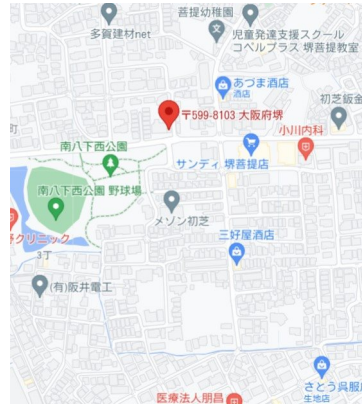 菩提幼稚園
多賀建材net
児童発達支援スクール
コペルプラス 堺菩提教室
文
あづま酒店
酒店
初芝鈑金
〒599-8103 大阪府堺
町
小川内科
南八下西公園
サンディ 堺菩提店
南八下西公園 野球場
メゾン初芝
野クリニック
3丁
三好屋酒店
(有)阪井電工
さとう呉服店
生地店
医療法人朋昌